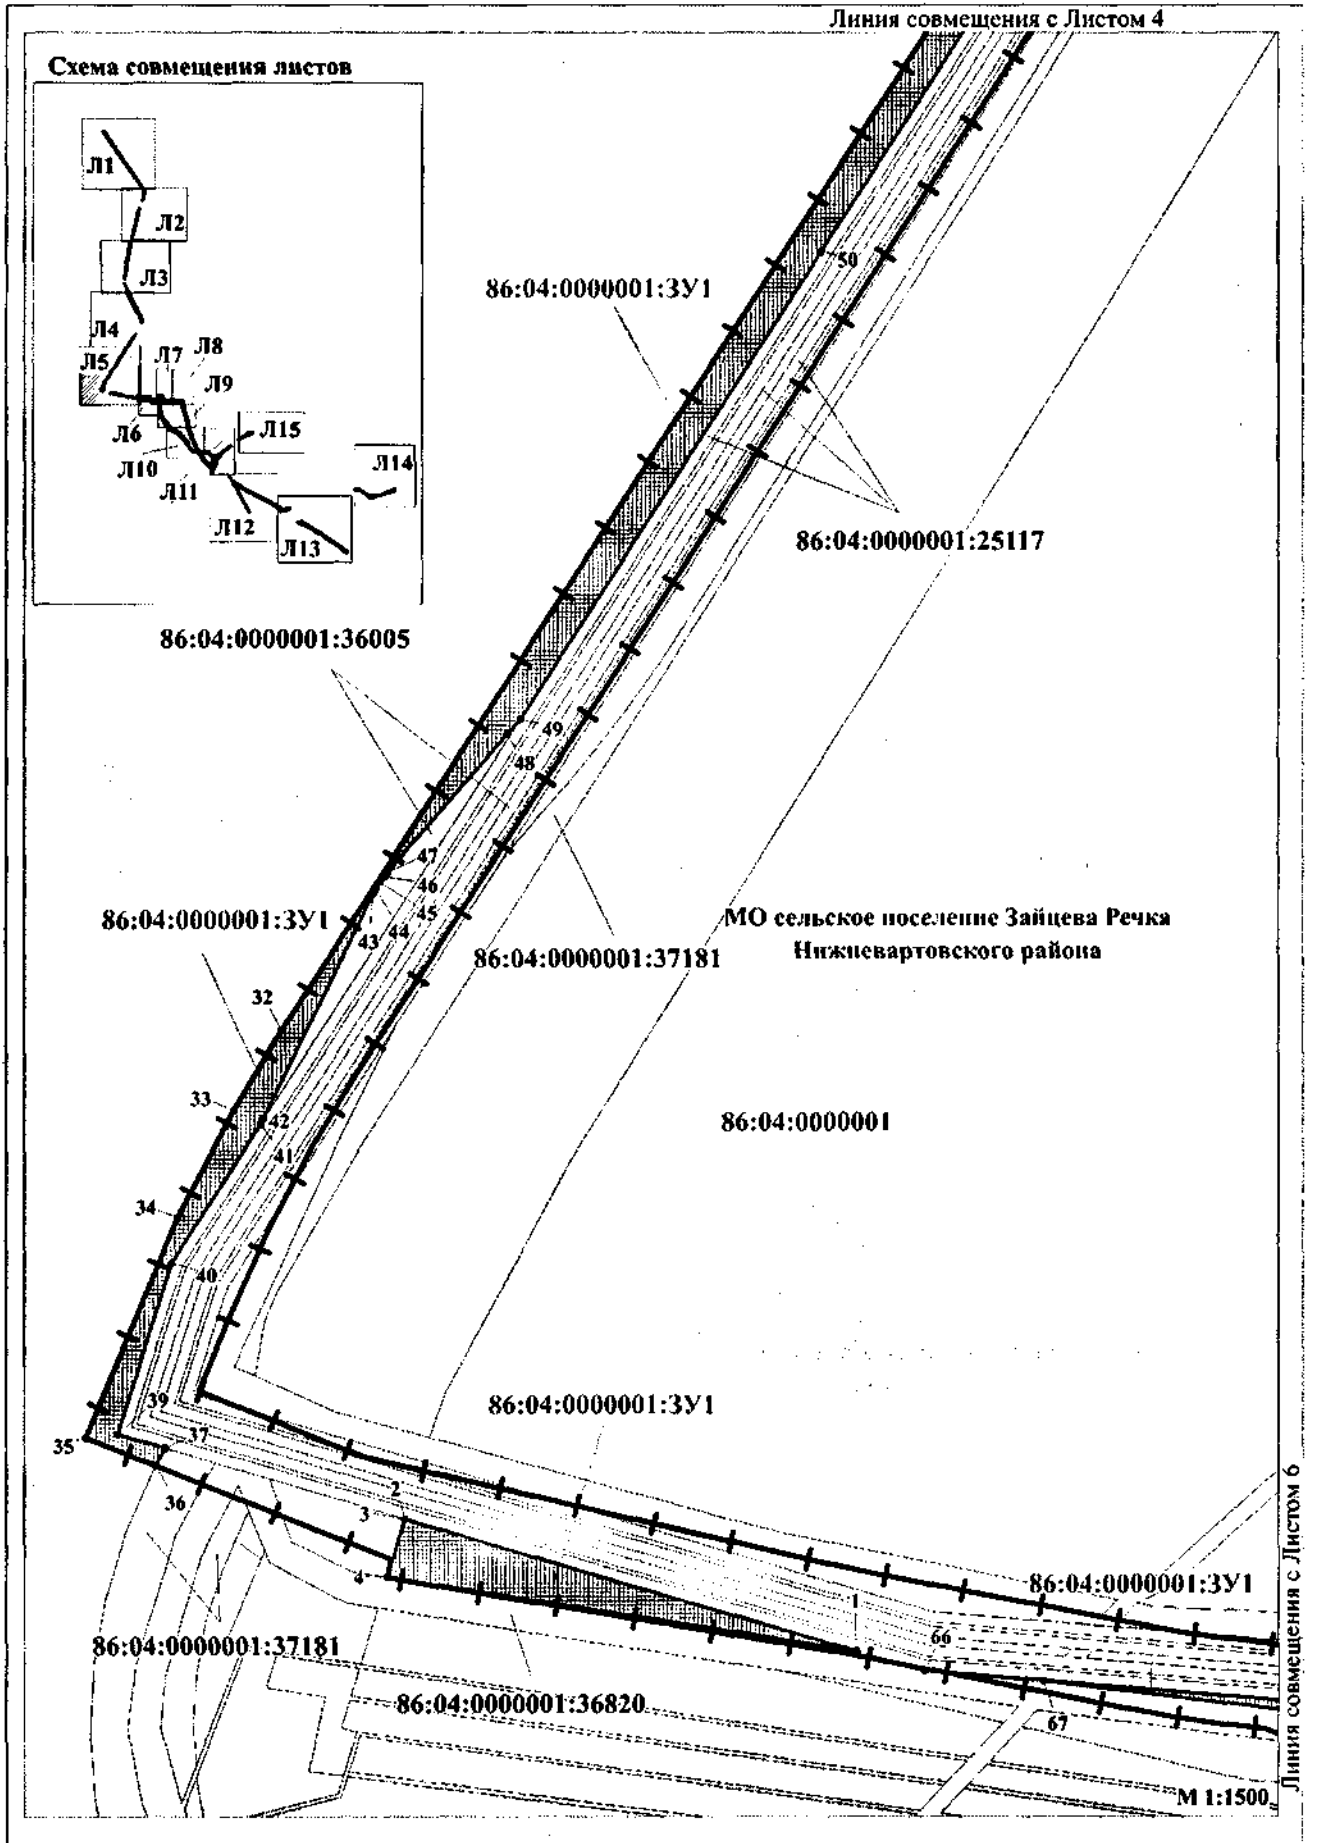 Линия совмещения с Листом 4
Схема совмещения листов
Л1
Л2
Л3
Л4
Л5
Л7
Л8
Л9
Л6
Л15
Л10
Л14
Л11
Л12
Л13
50
86:04:0000001:ЗУ1
86:04:0000001:25117
86:04:0000001:36005
49
48
47
46
45
44
43
86:04:0000001:ЗУ1
МО сельское поселение Зайцева Речка
Нижневартовского района
86:04:0000001:37181
32
33
42
86:04:0000001
41
34
40
39
86:04:0000001:ЗУ1
37
35
36
2
3
4
86:04:0000001:ЗУ1
1
66
86:04:0000001:37181
86:04:0000001:36820
67
Линия совмещения с Листом 6
М 1:1500